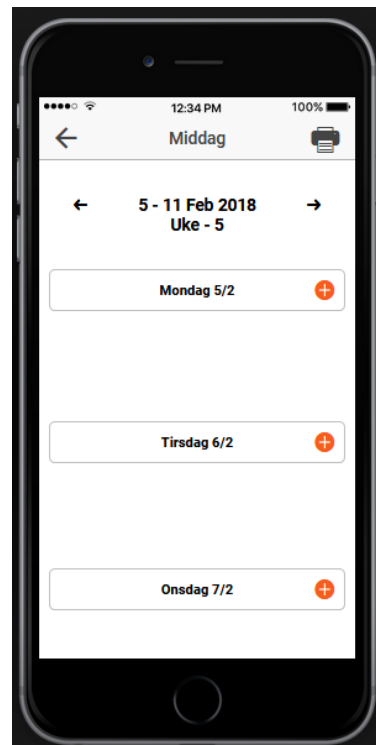 12:34 PM
100%
Middag
5 - 11 Feb 2018
Uke - 5
Mondag 5/2
Tirsdag 6/2
Onsdag 7/2